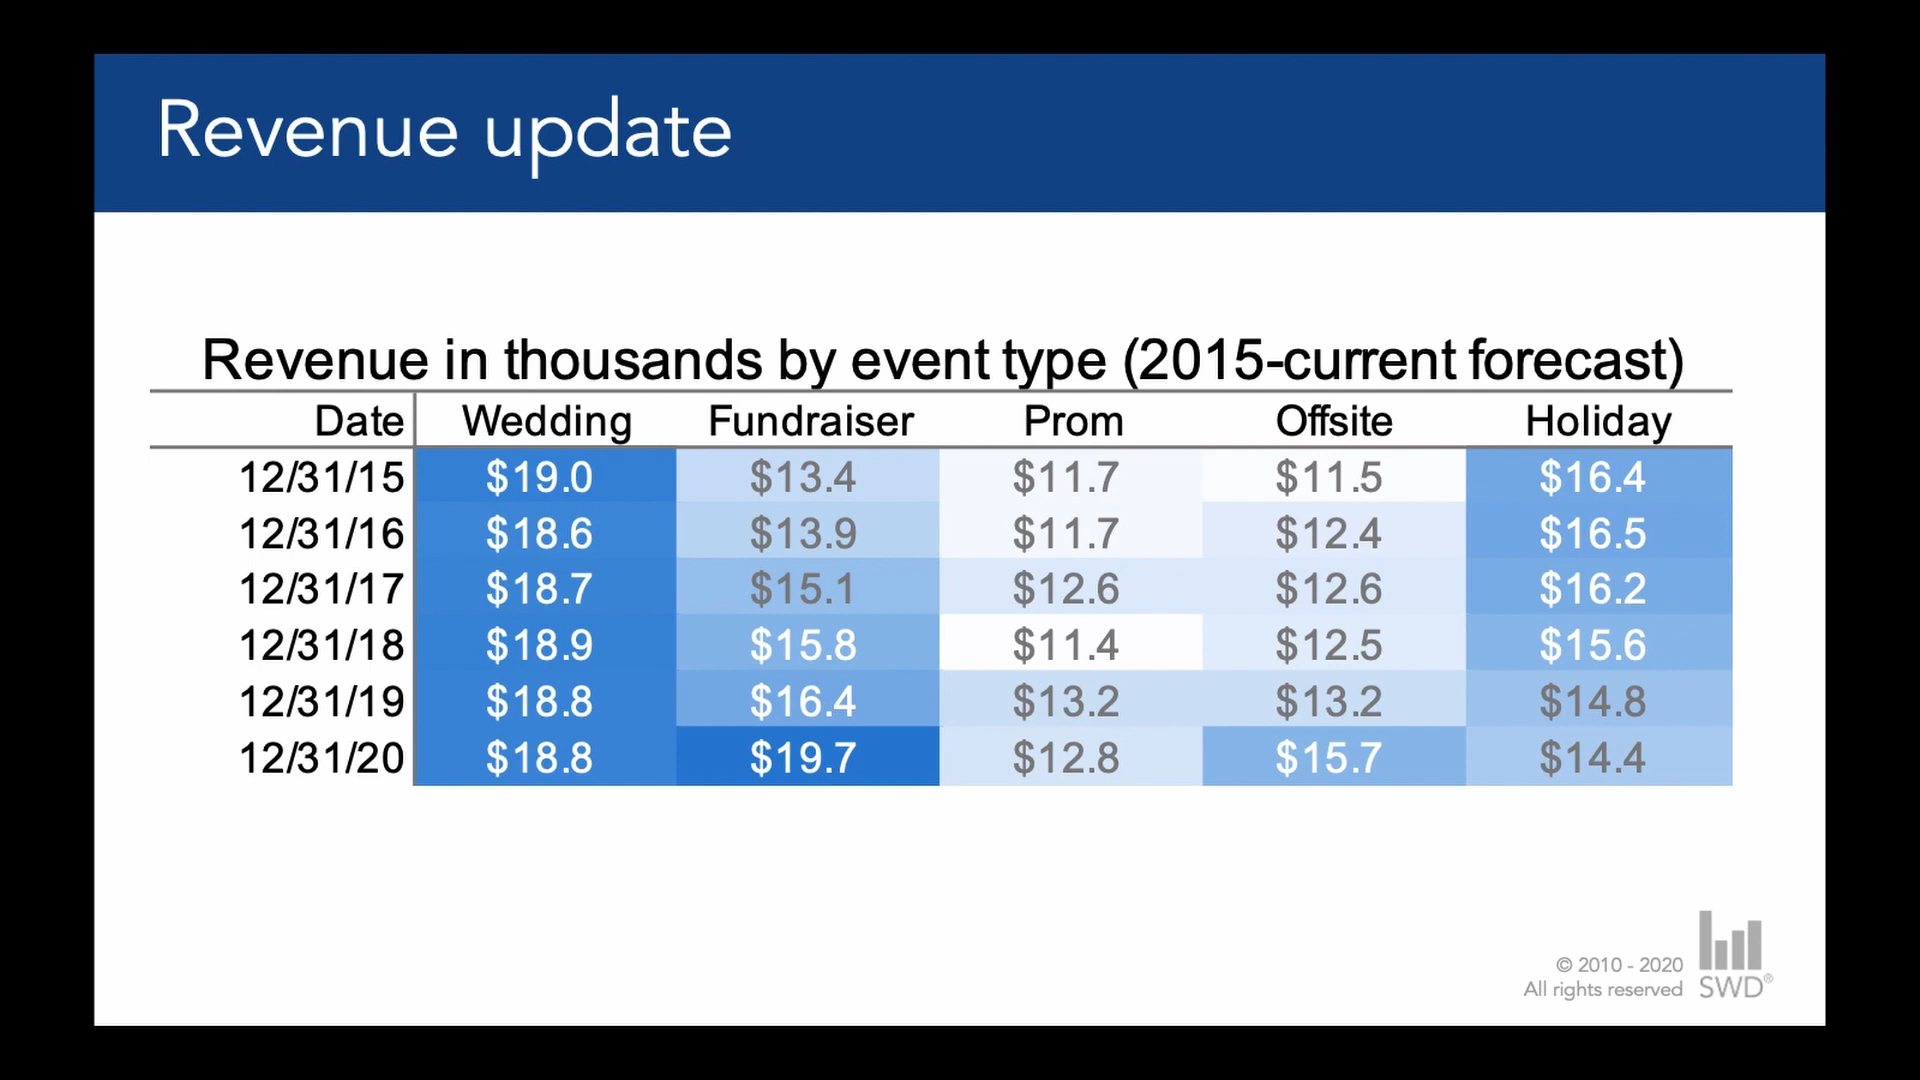 Revenue update
Revenue in thousands by event type (2015-current forecast)
Date Wedding Fundraiser Prom Offsite Holiday
12/31/15 $19.0 $13.4 $11.7 $11.5 $16.4
12/31/16 $18.6 $13.9 $11.7 $12.4 $16.5
12/31/17 $18.7 $15.1 $12.6 $12.6 $16.2
12/31/18 $18.9 $15.8 $11.4 $12.5 $15.6
12/31/19 $18.8 $16.4 $13.2 $13.2 $14.8
12/31/20 $18.8 $19.7 $12.8 $15.7 $14.4
© 2010 - 2020
All rights reserved
SWD®